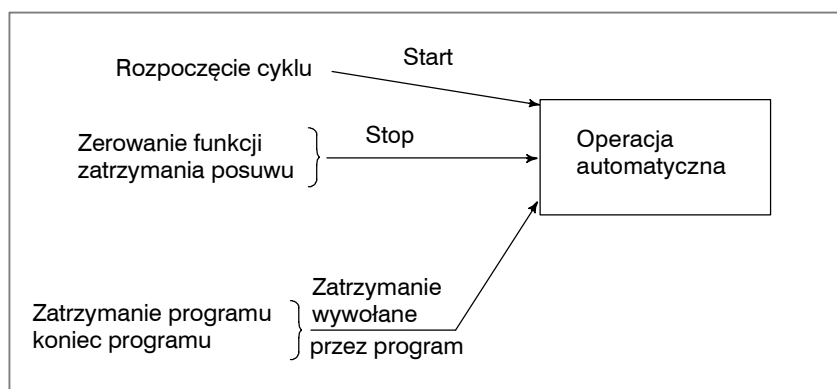 Rozpoczęcie cyklu
Start
Zerowanie funkcji
zatrzymania posuwu
Stop
Operacja
automatyczna
Zatrzymanie programu
koniec programu
Zatrzymanie
wywołane
przez program